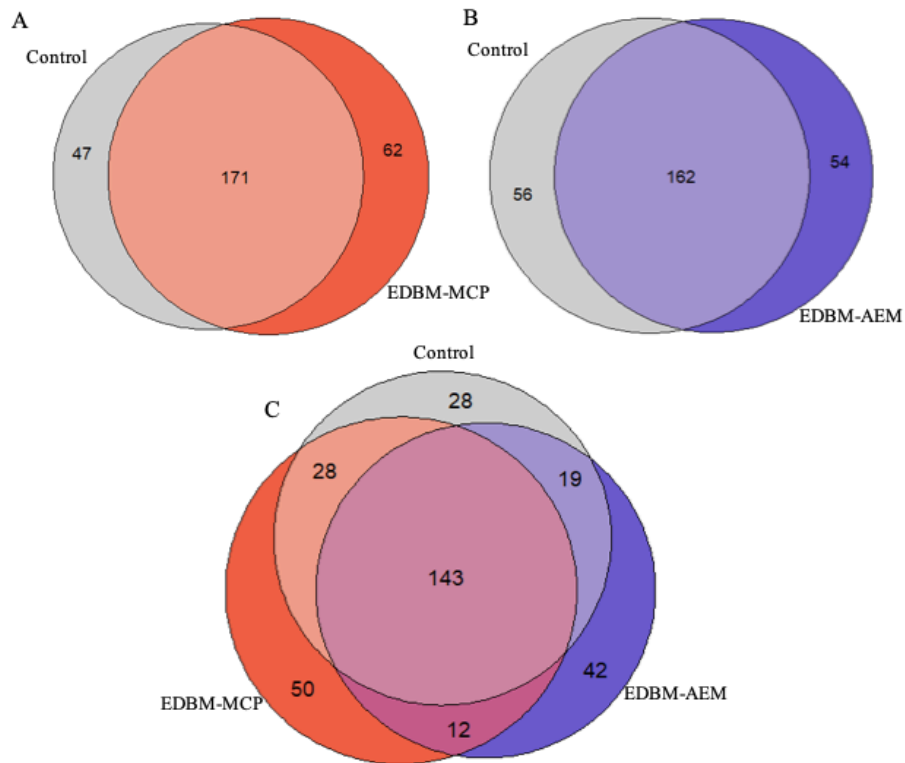 A
Control
47
171
62
EDBM-MCP
B
Control
56
162
54
EDBM-AEM
C
Control
28
28
19
143
50
12
42
EDBM-MCP
EDBM-AEM